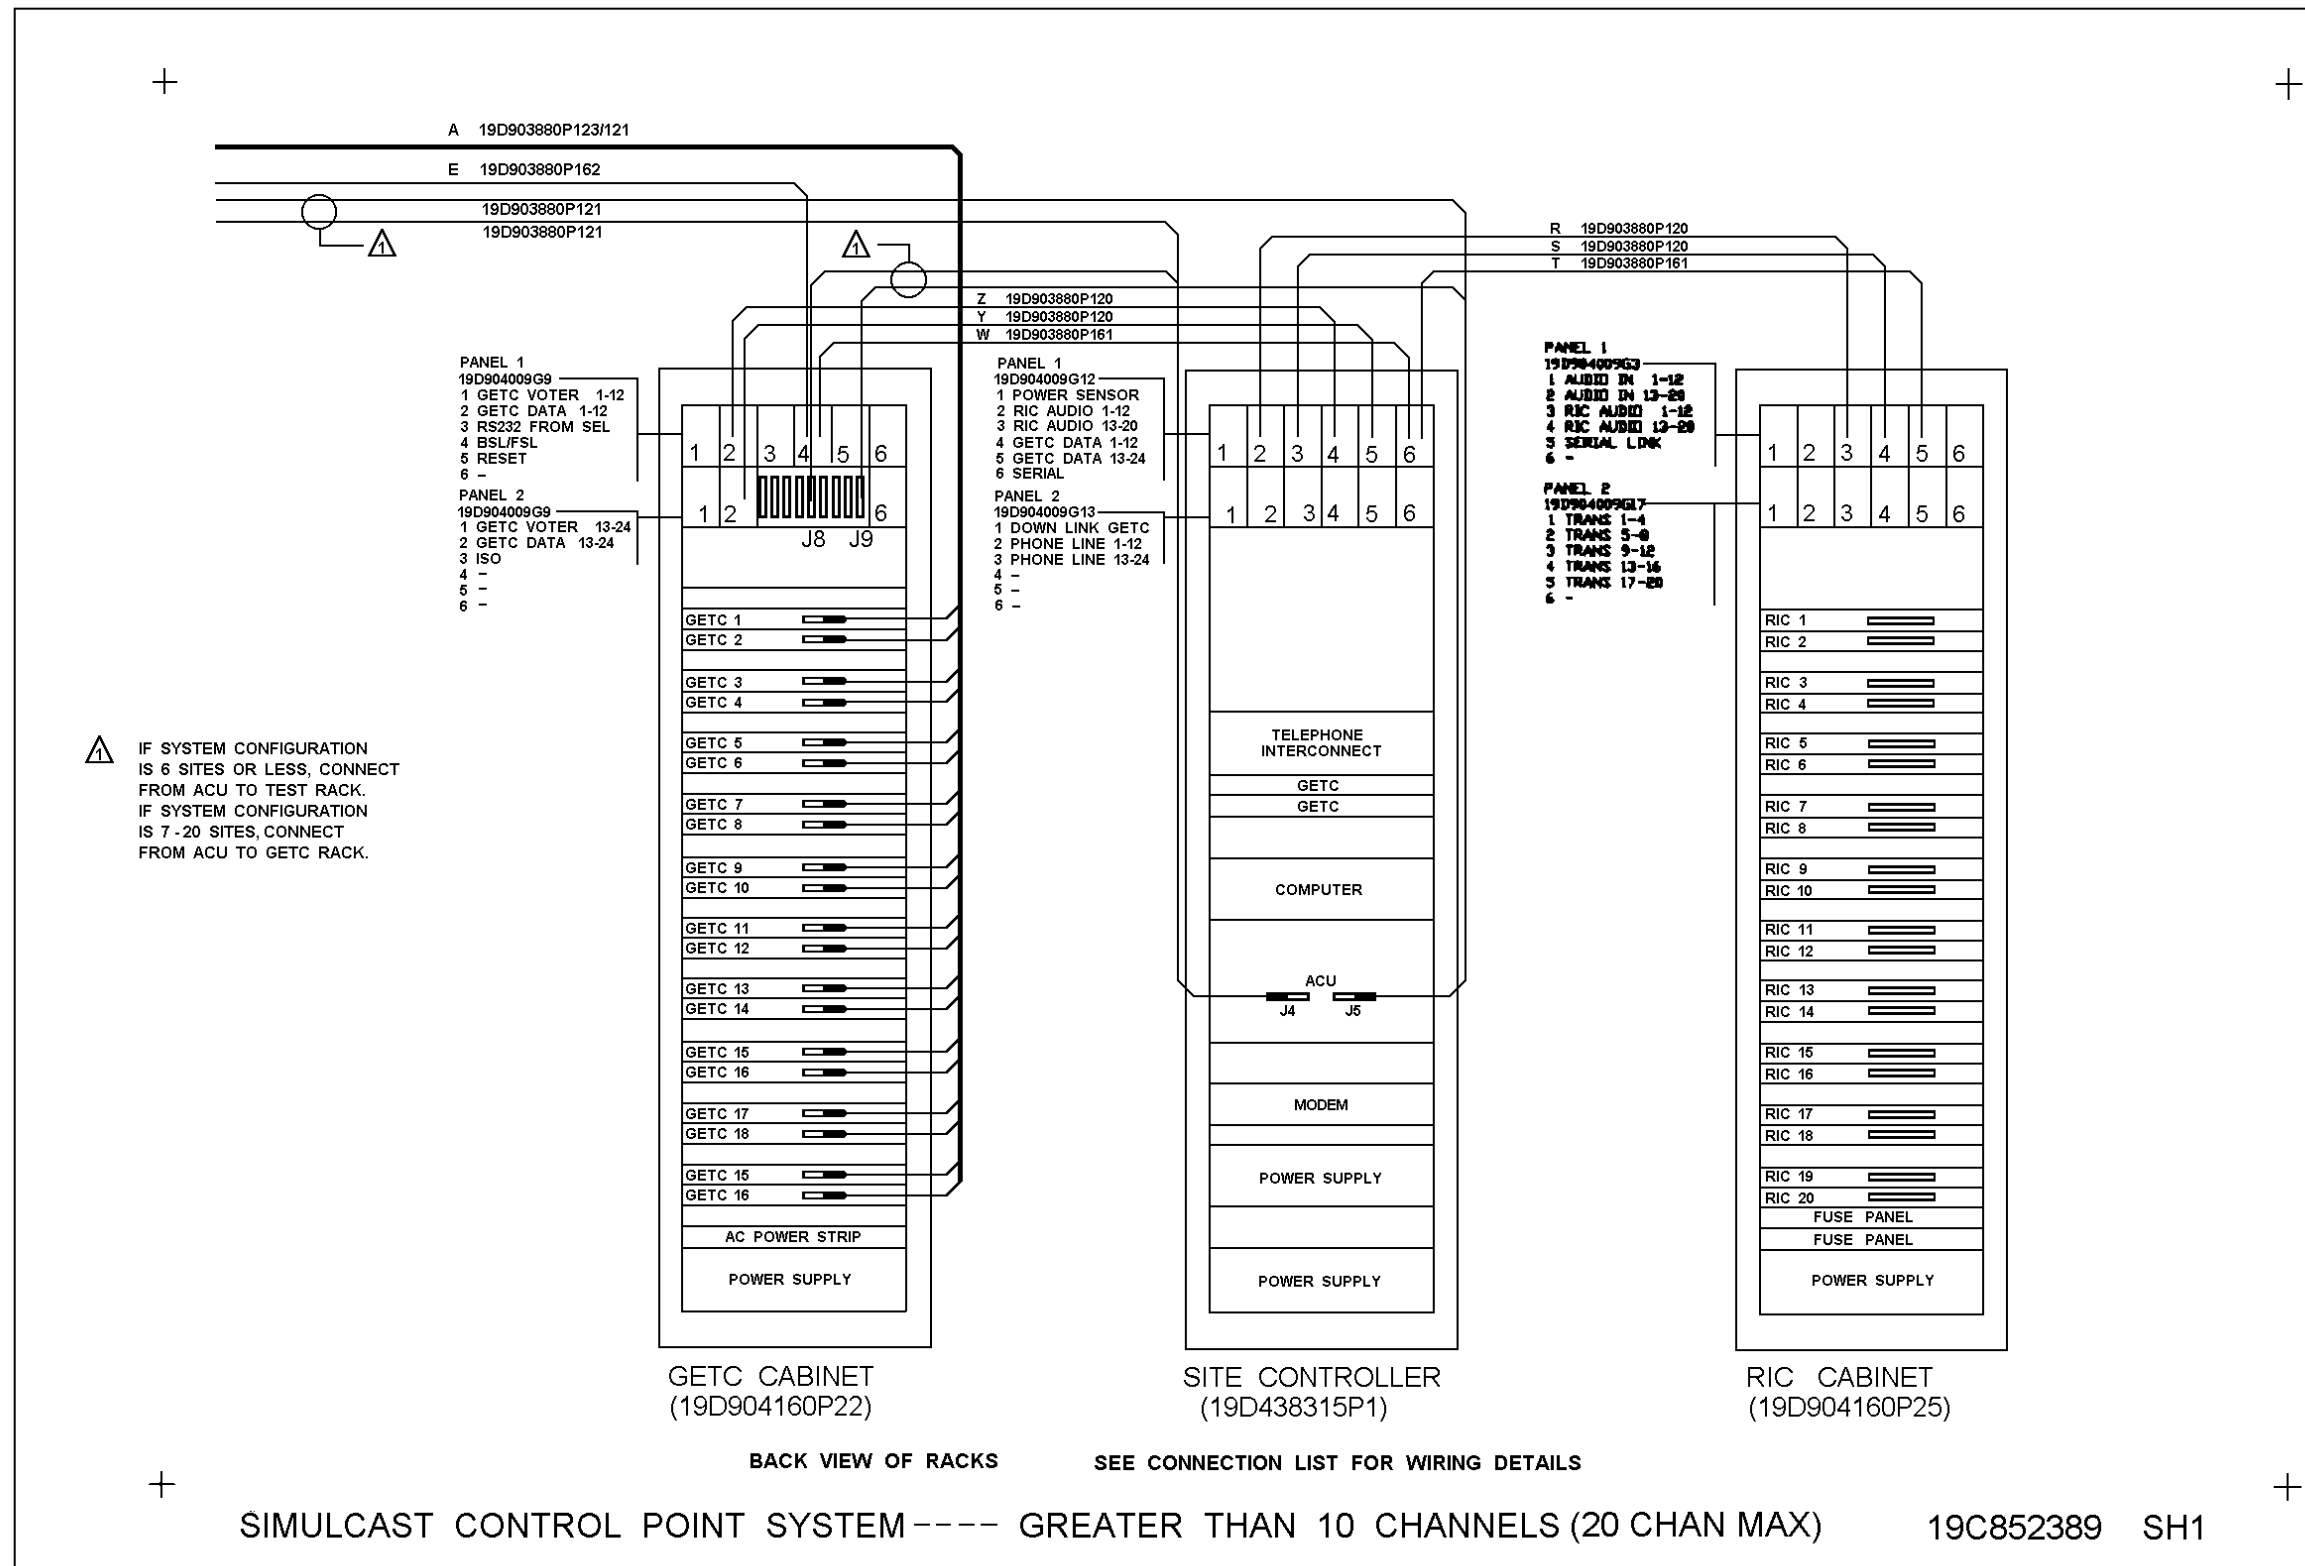 A 19D903880P123/121
E 19D903880P162
19D903880P121
19D903880P121
1
1
R 19D903880P120
S 19D903880P120
T 19D903880P161
Z 19D903880P120
Y 19D903880P120
W 19D903880P161
PANEL 1
19D904009G9
1 GETC VOTER 1-12
2 GETC DATA 1-12
3 RS232 FROM SEL
4 BSL/FSL
5 RESET
6 -
PANEL 2
19D904009G9
1 GETC VOTER 13-24
2 GETC DATA 13-24
3 ISO
4 -
5 -
6 -
1 2 3 4 5 6
1 2 6
J8 J9
GETC 1
GETC 2
GETC 3
GETC 4
GETC 5
GETC 6
GETC 7
GETC 8
GETC 9
GETC 10
GETC 11
GETC 12
GETC 13
GETC 14
GETC 15
GETC 16
GETC 17
GETC 18
GETC 15
GETC 16
AC POWER STRIP
POWER SUPPLY
GETC CABINET
(19D904160P22)
PANEL 1
19D904009G12
1 POWER SENSOR
2 RIC AUDIO 1-12
3 RIC AUDIO 13-20
4 GETC DATA 1-12
5 GETC DATA 13-24
6 SERIAL
PANEL 2
19D904009G13
1 DOWN LINK GETC
2 PHONE LINE 1-12
3 PHONE LINE 13-24
4 -
5 -
6 -
1 2 3 4 5 6
1 2 3 4 5 6
TELEPHONE
INTERCONNECT
GETC
GETC
COMPUTER
ACU
J4 J5
MODEM
POWER SUPPLY
POWER SUPPLY
SITE CONTROLLER
(19D438315P1)
PANEL 1
19D904009G3
1 AUDIO IN 1-12
2 AUDIO IN 13-20
3 RIC AUDIO 1-12
4 RIC AUDIO 13-20
5 SERIAL LINK
6 -
PANEL 2
19D904009G17
1 TRANS 1-4
2 TRANS 5-8
3 TRANS 9-12
4 TRANS 13-16
5 TRANS 17-20
6 -
1 2 3 4 5 6
1 2 3 4 5 6
RIC 1
RIC 2
RIC 3
RIC 4
RIC 5
RIC 6
RIC 7
RIC 8
RIC 9
RIC 10
RIC 11
RIC 12
RIC 13
RIC 14
RIC 15
RIC 16
RIC 17
RIC 18
RIC 19
RIC 20
FUSE PANEL
FUSE PANEL
POWER SUPPLY
RIC CABINET
(19D904160P25)
1 IF SYSTEM CONFIGURATION
IS 6 SITES OR LESS, CONNECT
FROM ACU TO TEST RACK.
IF SYSTEM CONFIGURATION
IS 7-20 SITES, CONNECT
FROM ACU TO GETC RACK.
BACK VIEW OF RACKS SEE CONNECTION LIST FOR WIRING DETAILS
SIMULCAST CONTROL POINT SYSTEM---- GREATER THAN 10 CHANNELS (20 CHAN MAX) 19C852389 SH1